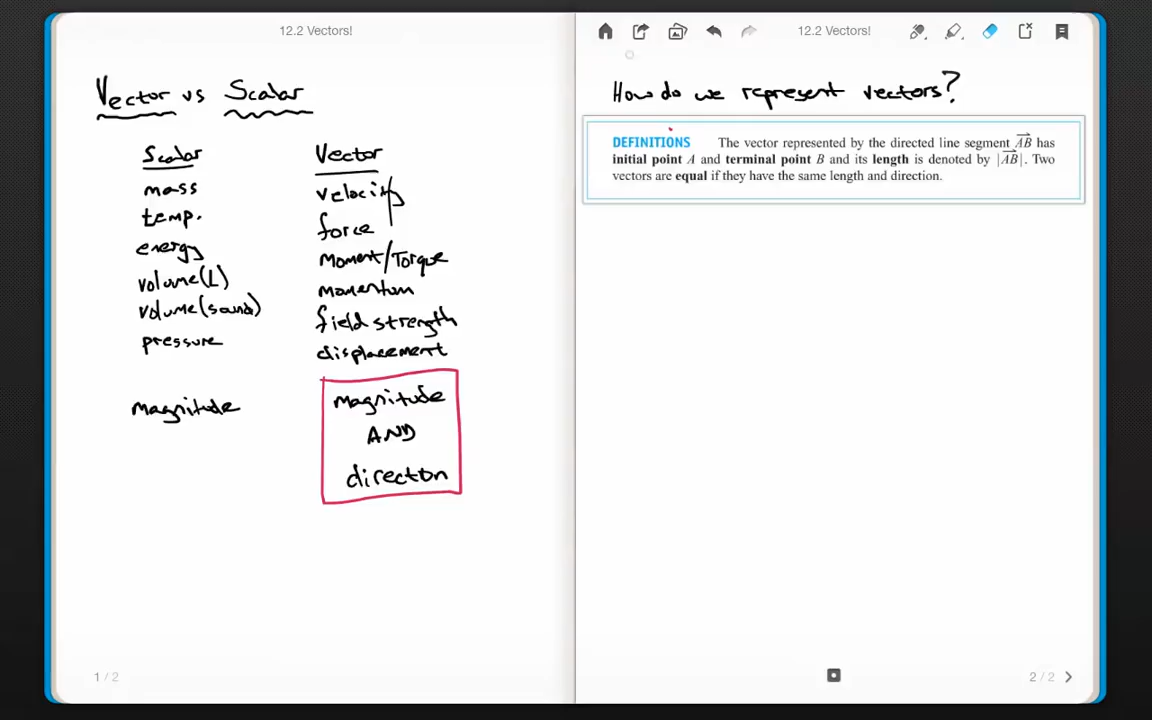 12.2 Vectors!
Vector vs Scalar
Scalar
mass
temp.
energy
volume(L)
volume(sound)
pressure
magnitude
Vector
velocity
force
Moment/Torque
momentum
field strength
displacement
magnitude
AND
direction
1 / 2
12.2 Vectors!
How do we represent vectors?
DEFINITIONS The vector represented by the directed line segment AB has
initial point A and terminal point B and its length is denoted by |AB|. Two
vectors are equal if they have the same length and direction.
2 / 2